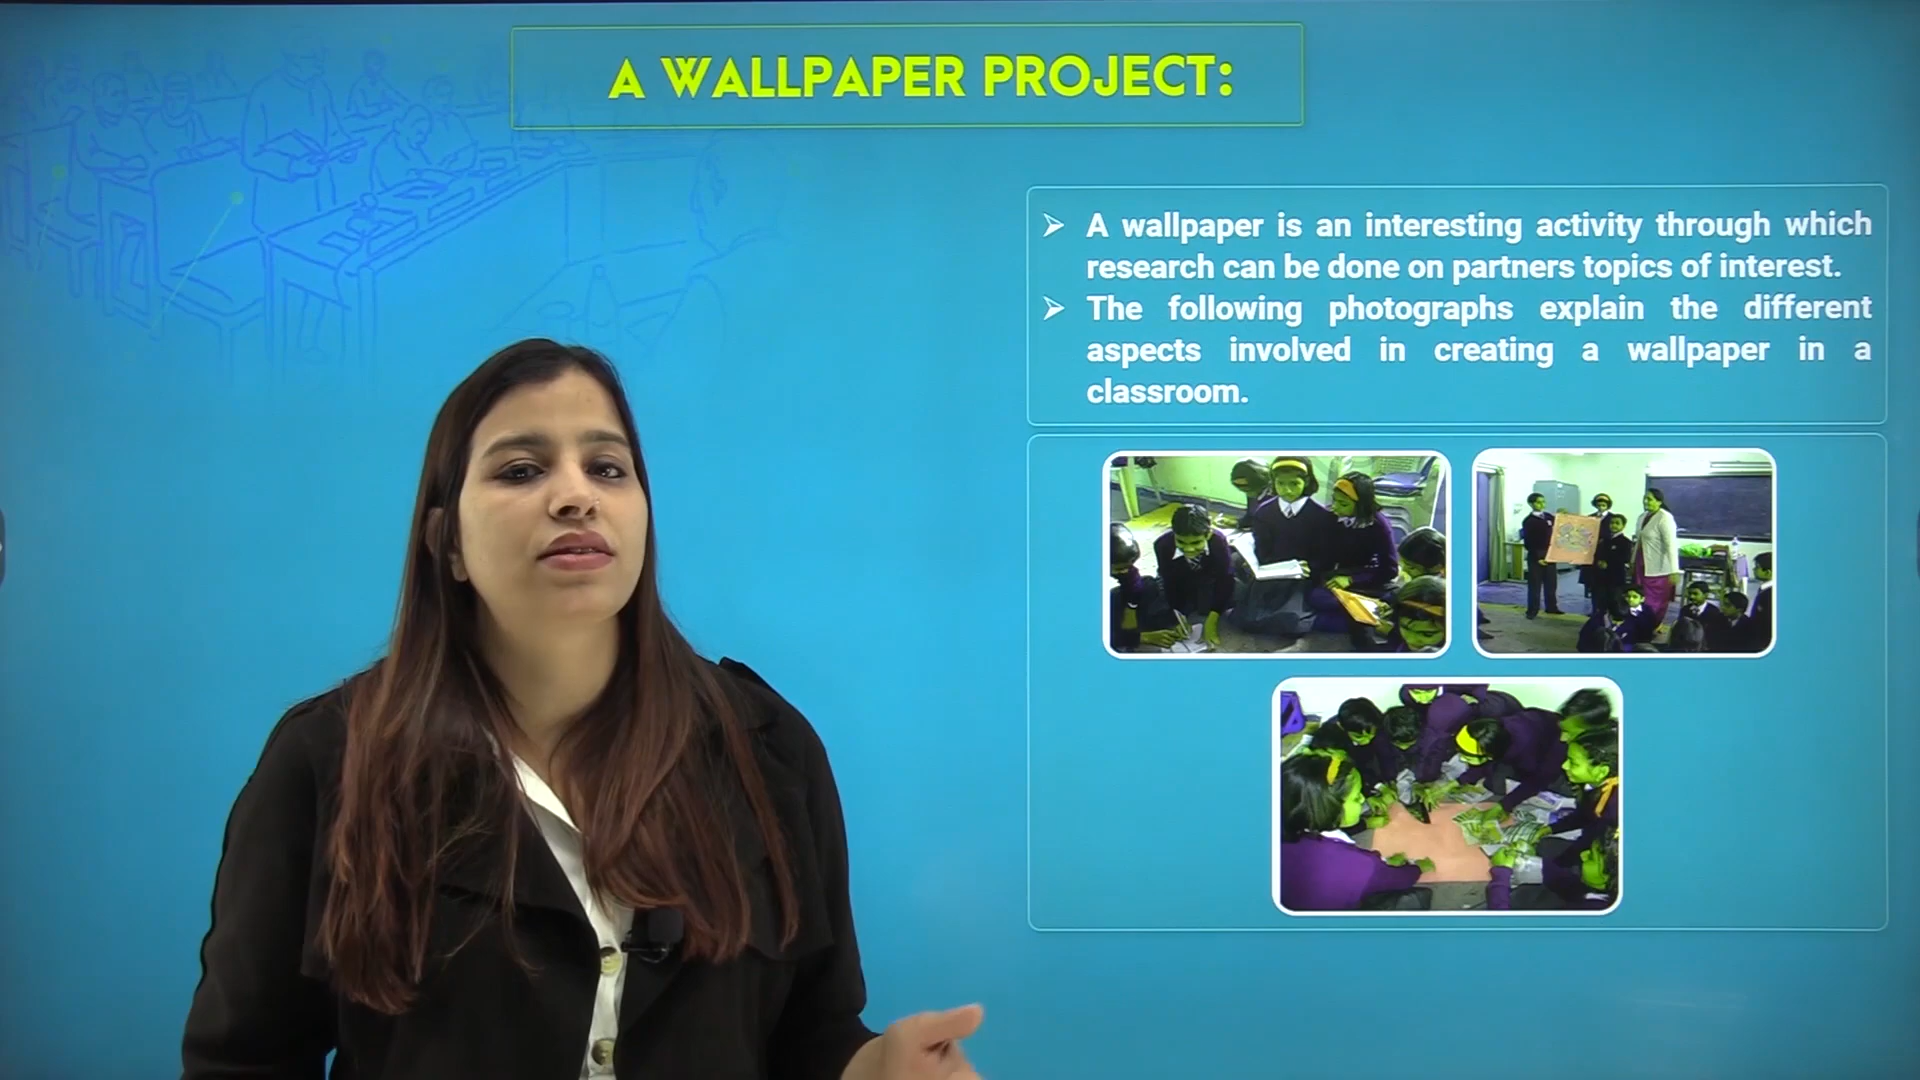 A WALLPAPER PROJECT:
➢ A wallpaper is an interesting activity through which
research can be done on partners topics of interest.
➢ The following photographs explain the different
aspects involved in creating a wallpaper in a
classroom.